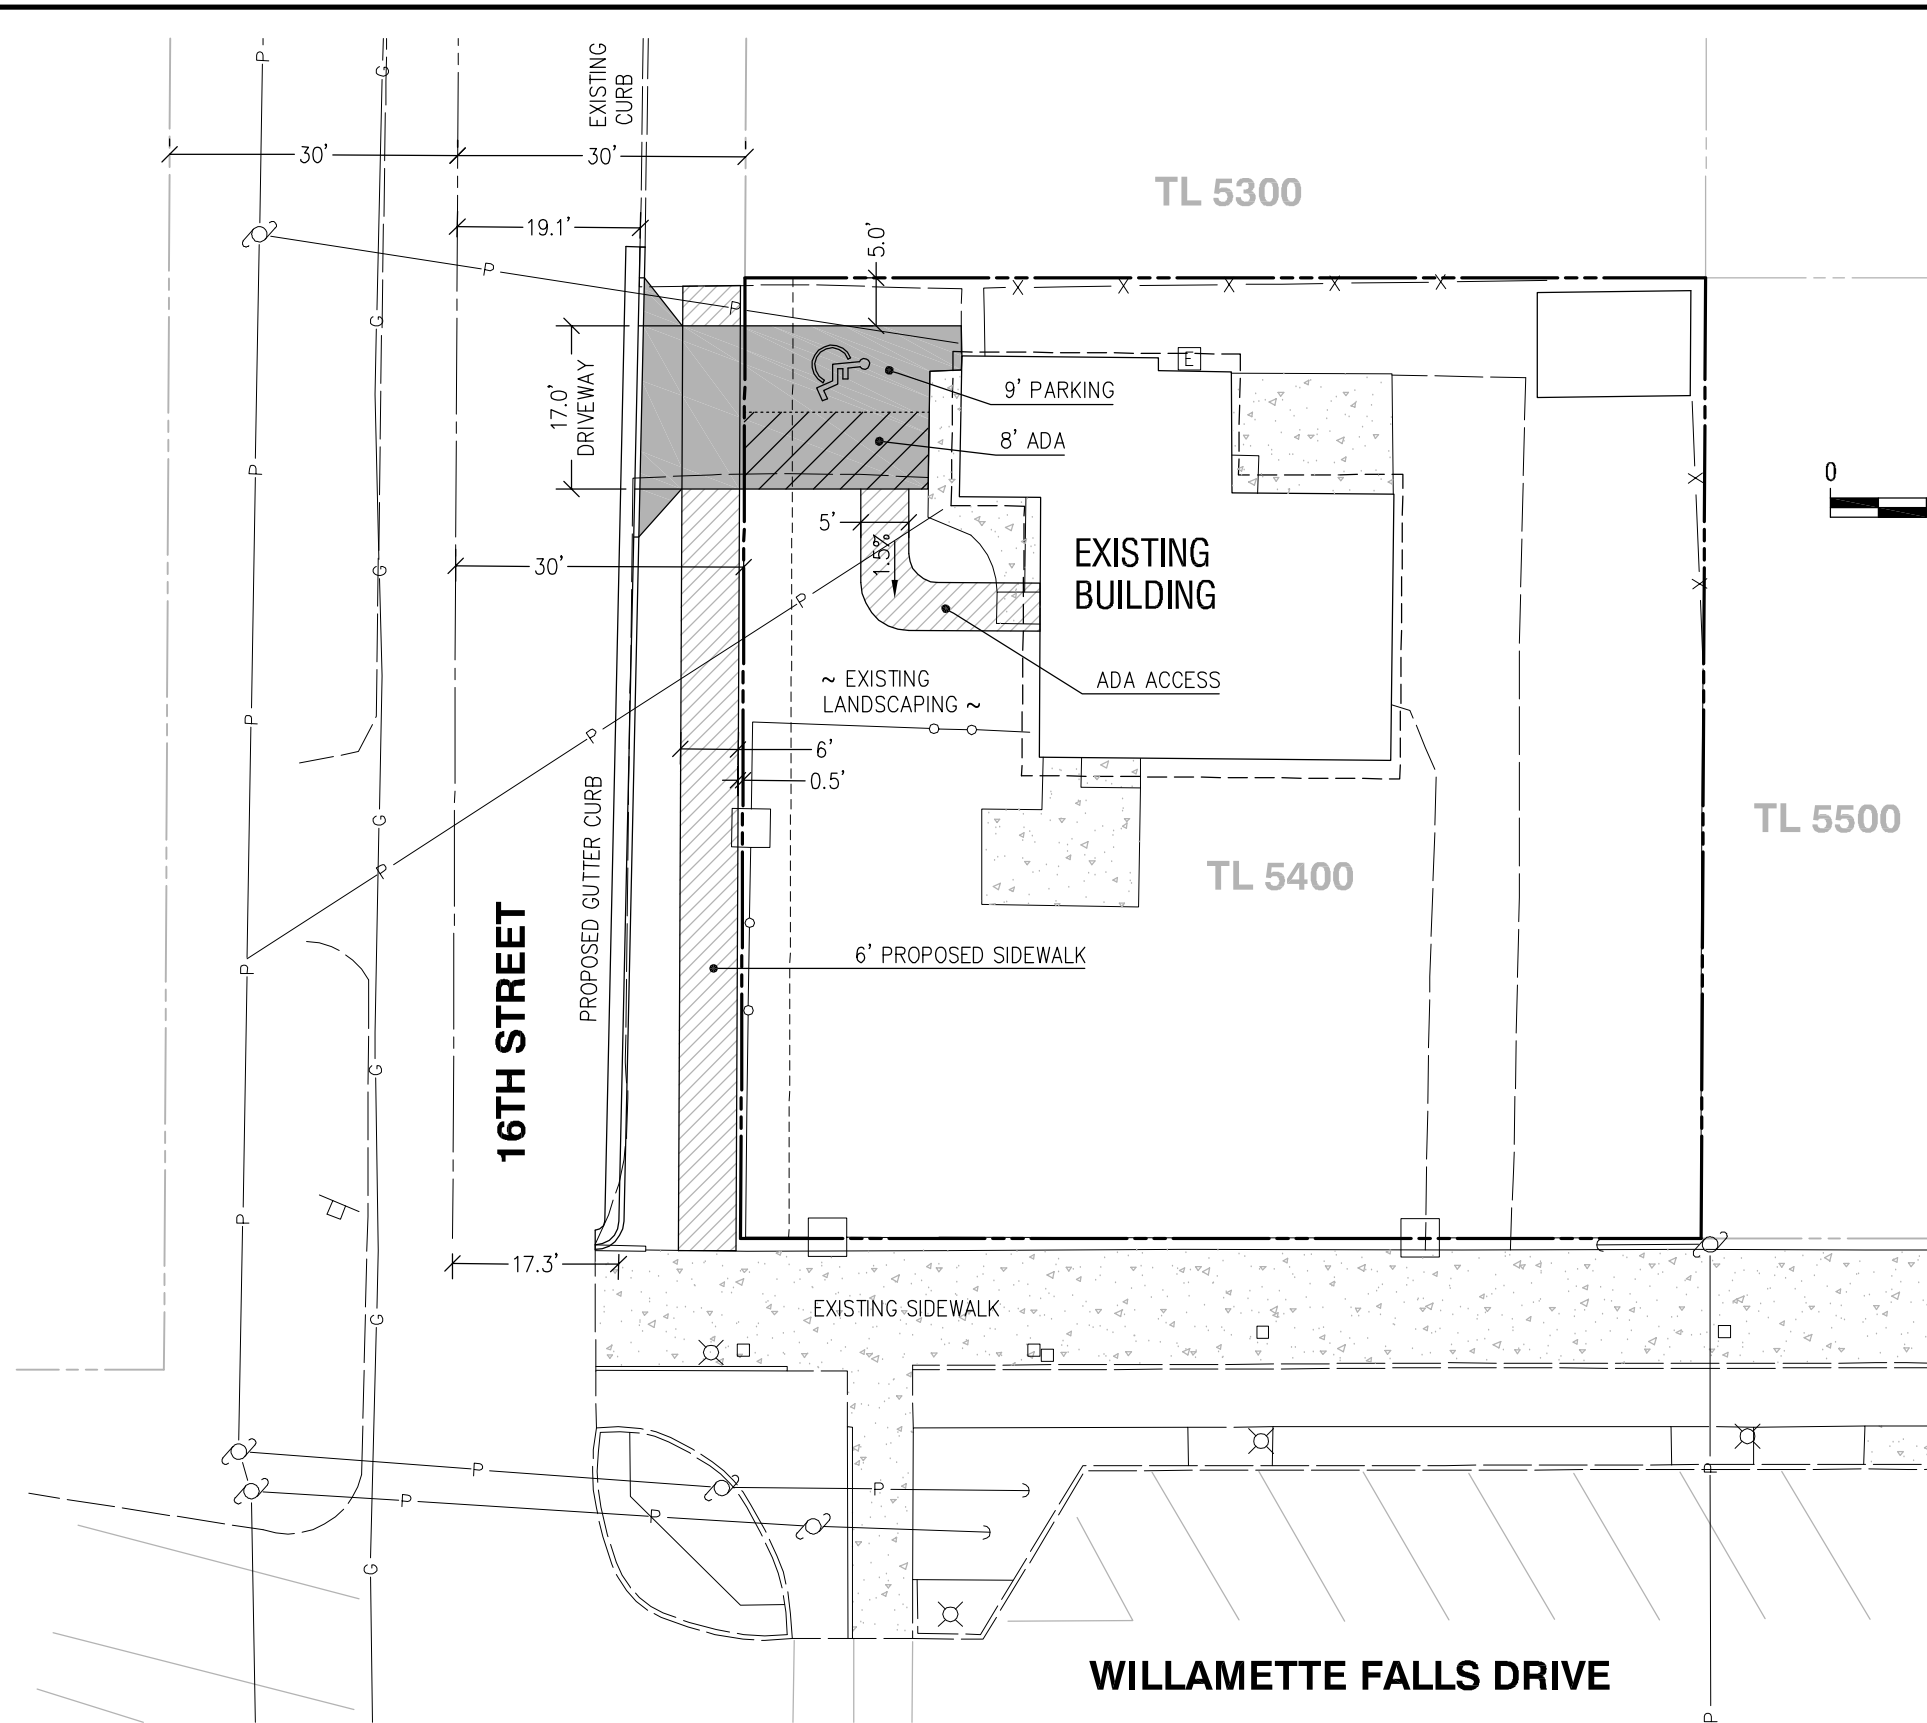 EXISTING
CURB
30'
30'
TL 5300
19.1'
5.0'
P
G
X
E
17.0'
DRIVEWAY
9' PARKING
8' ADA
0
5'
1.5%
30'
EXISTING
BUILDING
~ EXISTING
LANDSCAPING ~
ADA ACCESS
6'
0.5'
PROPOSED GUTTER CURB
TL 5500
TL 5400
16TH STREET
6' PROPOSED SIDEWALK
17.3'
EXISTING SIDEWALK
WILLAMETTE FALLS DRIVE